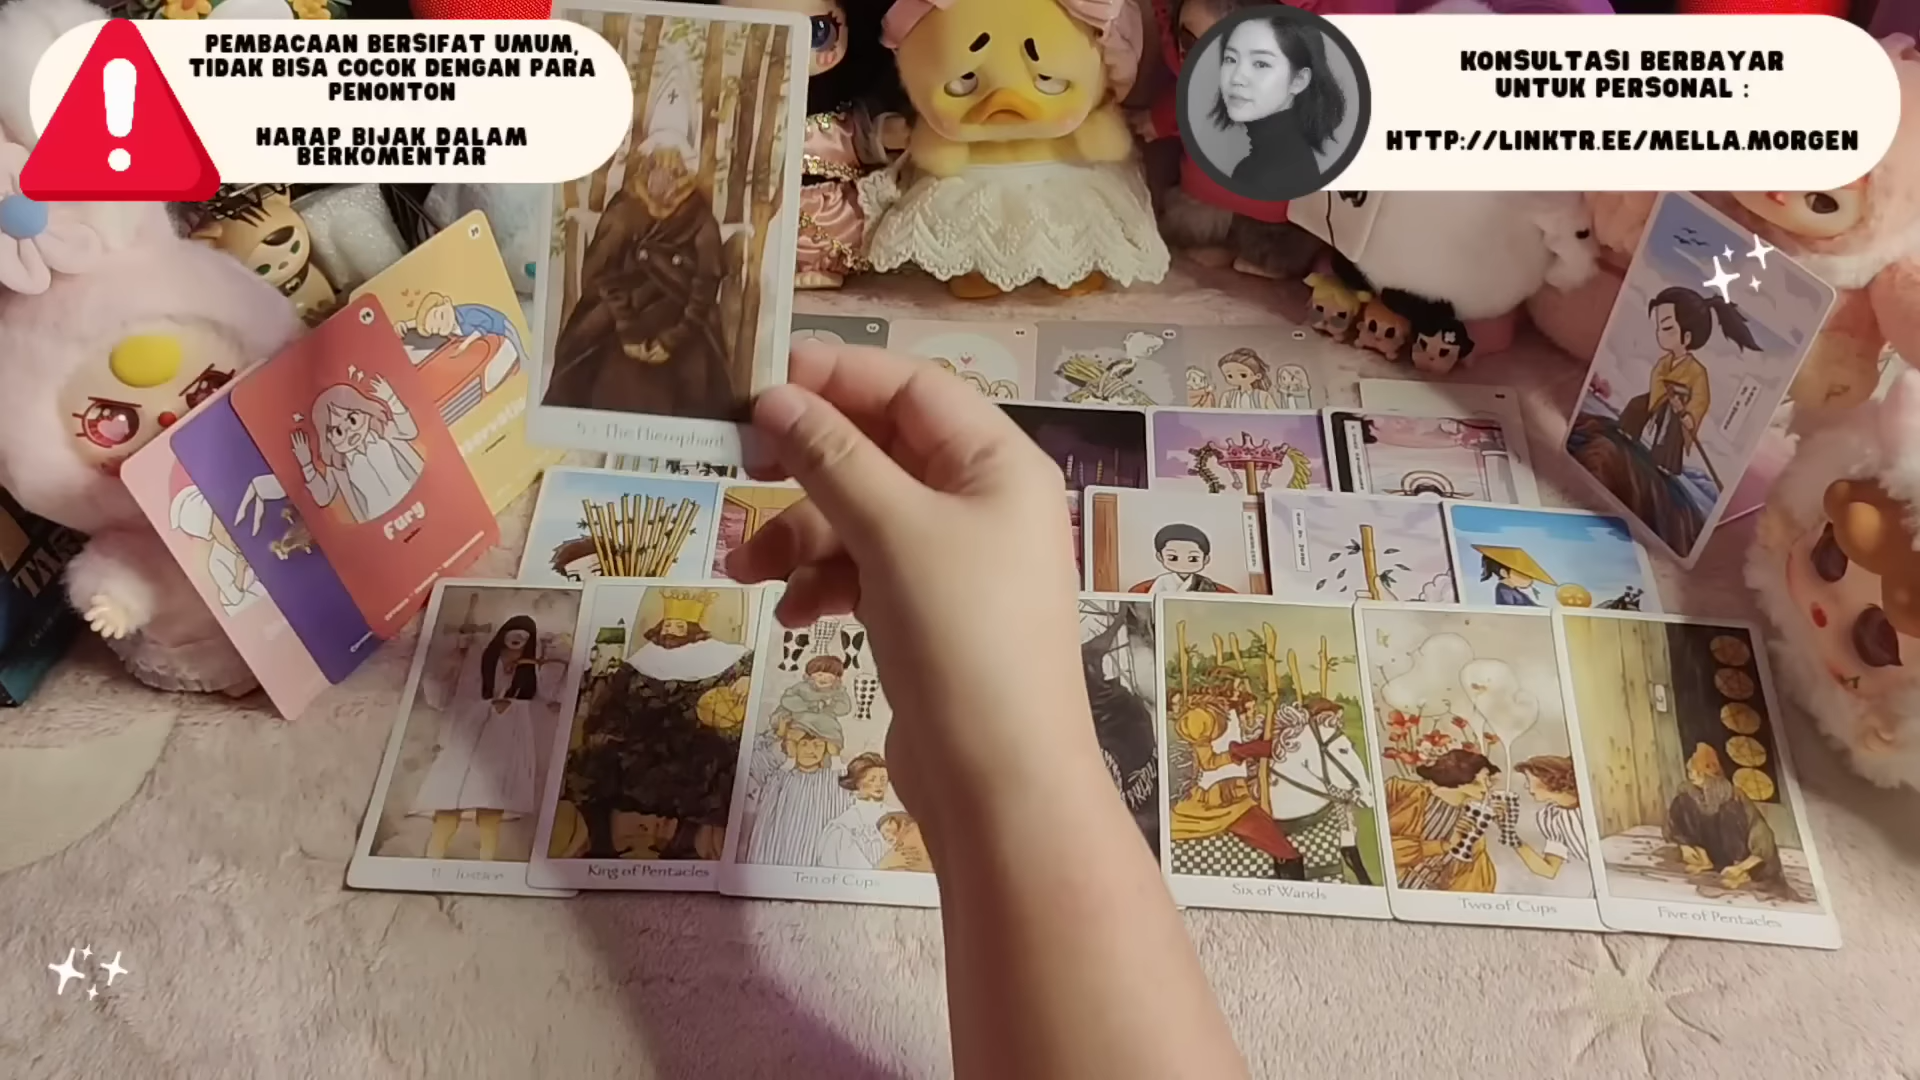 PEMBACAAN BERSIFAT UMUM,
TIDAK BISA COCOK DENGAN PARA
PENONTON
HARAP BIJAK DALAM
BERKOMENTAR
KONSULTASI BERBAYAR
UNTUK PERSONAL :
HTTP://LINKTR.EE/MELLA.MORGEN
5 : The Hierophant
Fury
11 Justice
King of Pentacles
Ten of Cups
Six of Wands
Two of Cups
Five of Pentacles